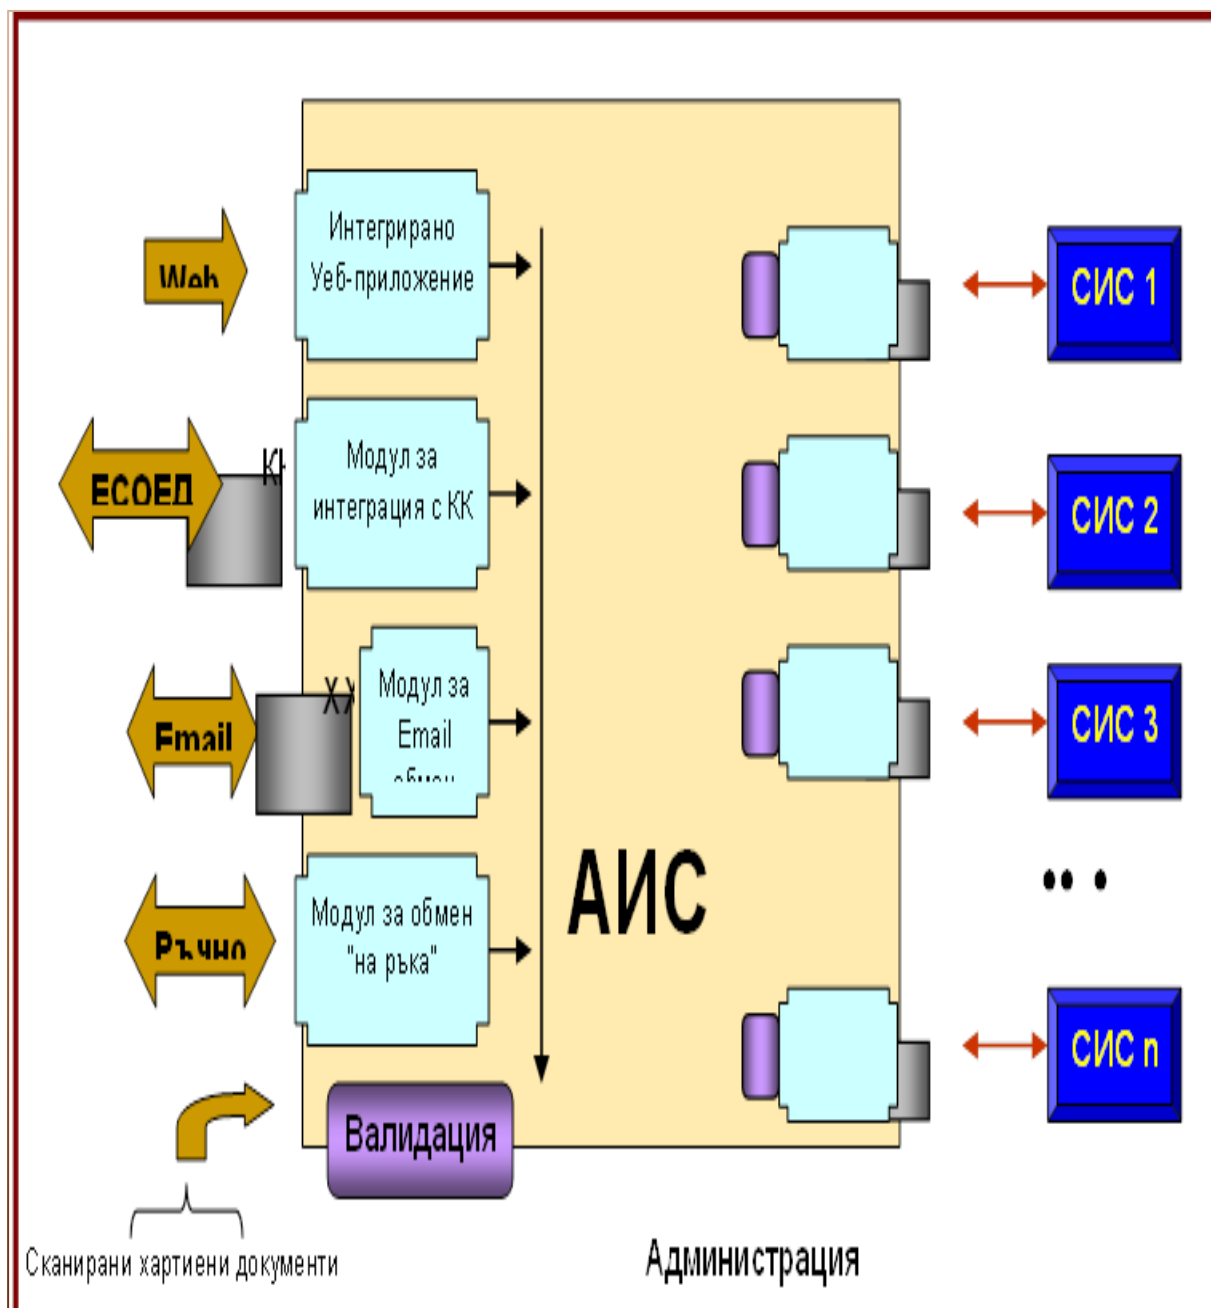 Интегрирано
Уеб-приложение
Web
СИС 1
Модул за
интеграция с КК
ЕСОЕД
СИС 2
Модул за
Email
обмен
Email
СИС 3
АИС
Модул за обмен
"на ръка"
Ръчно
СИС n
Валидация
Сканирани хартиени документи
Администрация